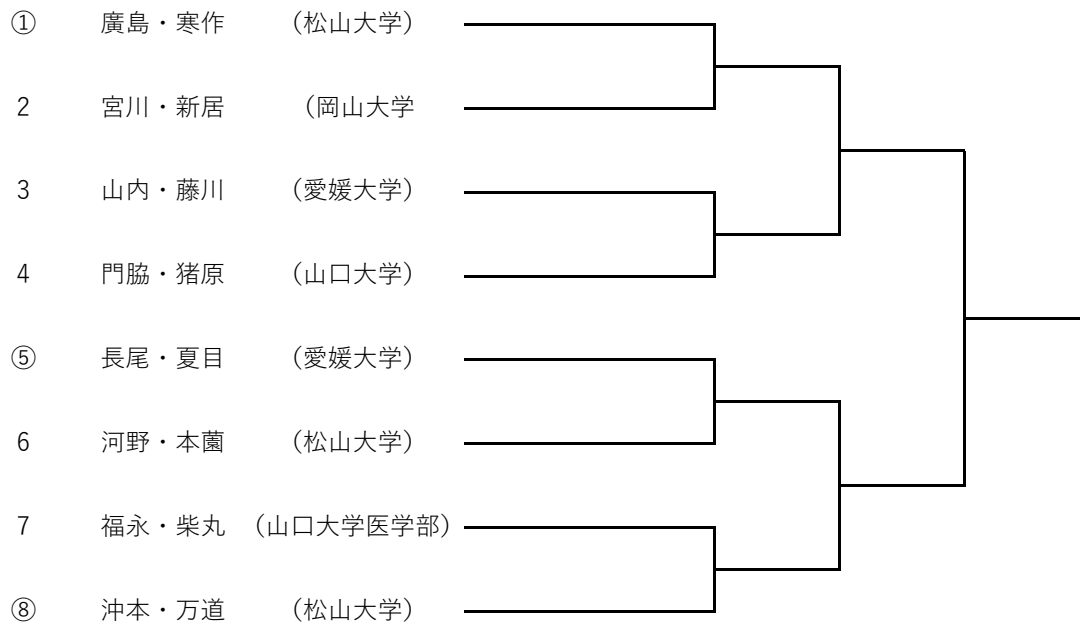 ① 廣島・寒作 （松山大学）
2 宮川・新居 （岡山大学
3 山内・藤川 （愛媛大学）
4 門脇・猪原 （山口大学）
⑤ 長尾・夏目 （愛媛大学）
6 河野・本薗 （松山大学）
7 福永・柴丸 （山口大学医学部）
⑧ 沖本・万道 （松山大学）